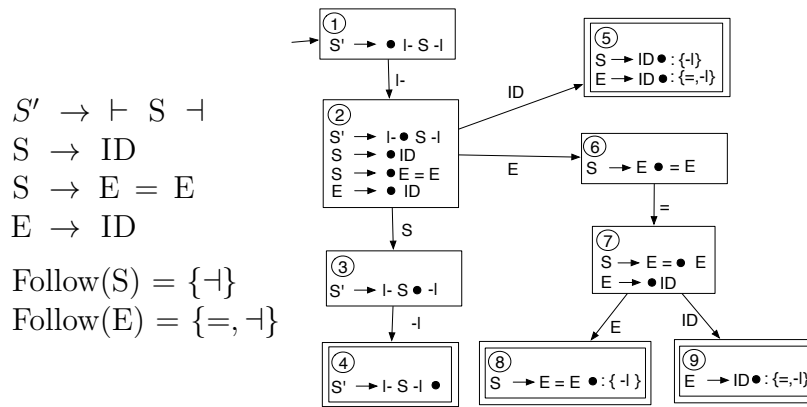 S′ → ⊢ S ⊣
S → ID
S → E = E
E → ID
Follow(S) = {⊣}
Follow(E) = {=, ⊣}
1
S' → ● |- S -|
|-
2
S' → |- ● S -|
S → ● ID
S → ● E = E
E → ● ID
ID
5
S → ID ● : {-|}
E → ID ● : {=,-|}
E
6
S → E ● = E
=
7
S → E = ● E
E → ● ID
S
3
S' → |- S ● -|
-|
4
S' → |- S -| ●
E
8
S → E = E ● : { -| }
ID
9
E → ID ● : {=,-|}